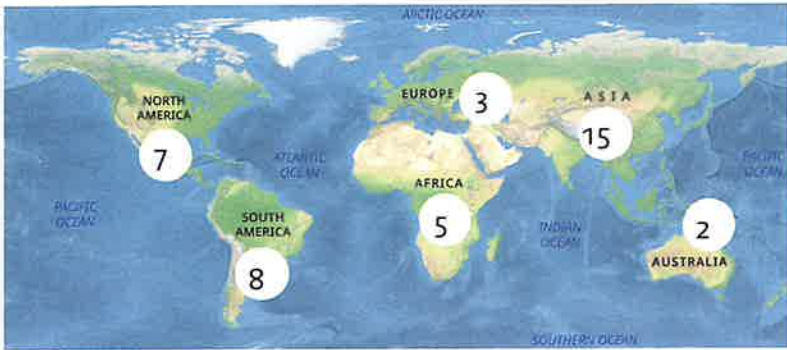 ARCTIC OCEAN
NORTH
AMERICA
7
EUROPE
3
ASIA
15
ATLANTIC
OCEAN
PACIFIC
OCEAN
PACIFIC
OCEAN
AFRICA
5
SOUTH
AMERICA
8
INDIAN
OCEAN
2
AUSTRALIA
SOUTHERN OCEAN